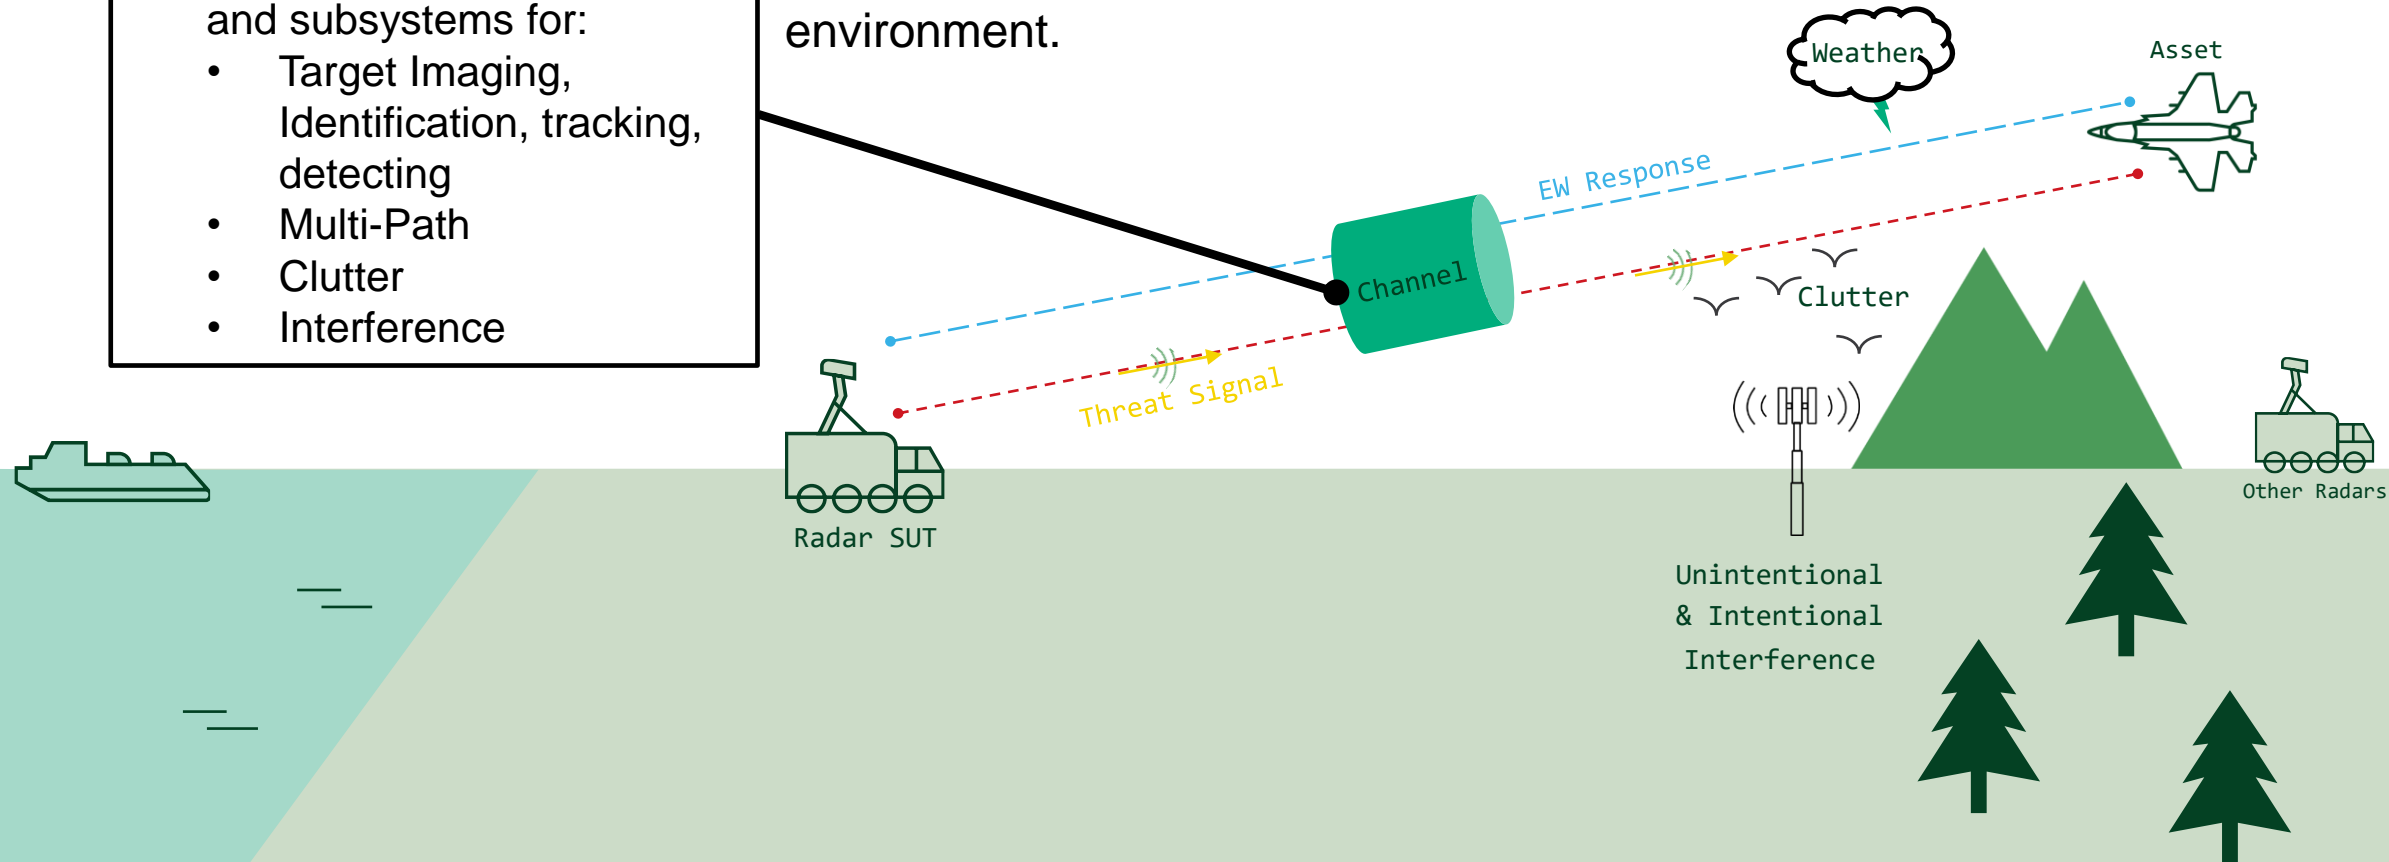 and subsystems for:
• Target Imaging,
Identification, tracking,
detecting
• Multi-Path
• Clutter
• Interference
environment.
Weather
Asset
EW Response
Channel
Clutter
Threat Signal
Radar SUT
Other Radars
Unintentional
& Intentional
Interference